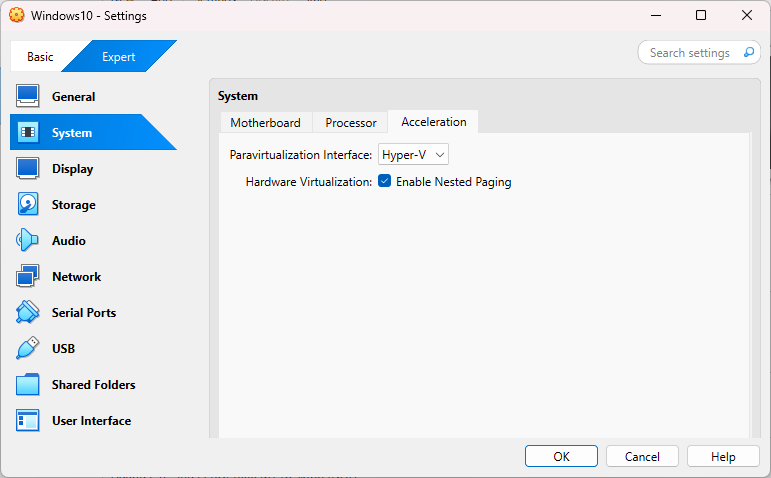 Windows10 - Settings
Basic
Expert
Search settings
General
System
Display
Storage
Audio
Network
Serial Ports
USB
Shared Folders
User Interface
System
Motherboard
Processor
Acceleration
Paravirtualization Interface: Hyper-V
Hardware Virtualization: Enable Nested Paging
OK
Cancel
Help